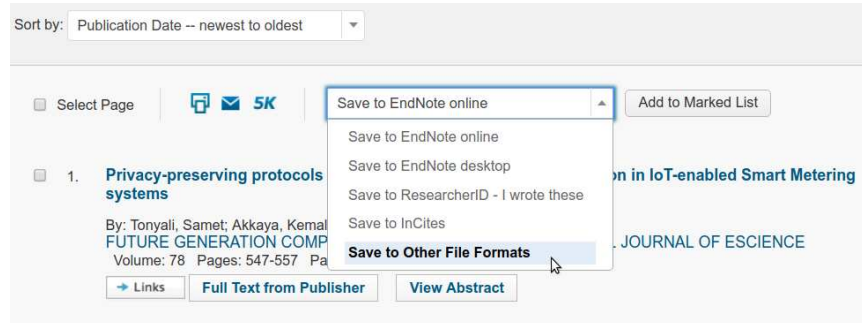 Sort by: Publication Date -- newest to oldest
Select Page 5K Save to EndNote online Add to Marked List
Save to EndNote online
Save to EndNote desktop
Save to ResearcherID - I wrote these
Save to InCites
Save to Other File Formats
1. Privacy-preserving protocols on in IoT-enabled Smart Metering
systems
By: Tonyali, Samet; Akkaya, Kemal
FUTURE GENERATION COMP JOURNAL OF ESCIENCE
Volume: 78 Pages: 547-557 Pa
Links Full Text from Publisher View Abstract